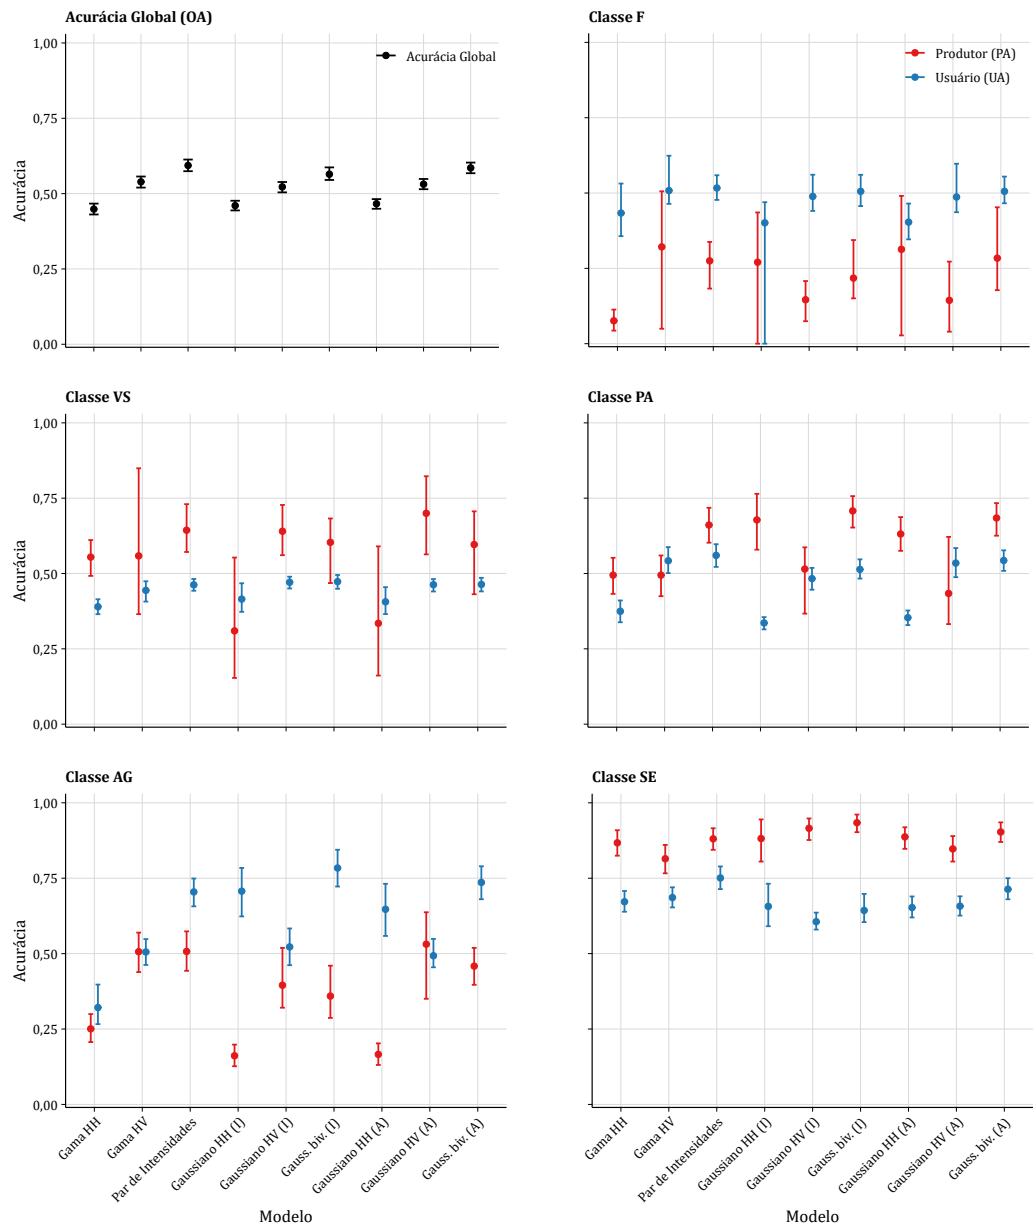 Acurácia Global (OA)
Acurácia
1,00
0,75
0,50
0,25
0,00
Acurácia Global
Classe F
Produtor (PA)
Usuário (UA)
Classe VS
Acurácia
1,00
0,75
0,50
0,25
0,00
Classe PA
Classe AG
Acurácia
1,00
0,75
0,50
0,25
0,00
Gama HH
Gama HV
Par de Intensidades
Gaussiano HH (I)
Gaussiano HV (I)
Gauss. biv. (I)
Gaussiano HH (A)
Gaussiano HV (A)
Gauss. biv. (A)
Modelo
Classe SE
Gama HH
Gama HV
Par de Intensidades
Gaussiano HH (I)
Gaussiano HV (I)
Gauss. biv. (I)
Gaussiano HH (A)
Gaussiano HV (A)
Gauss. biv. (A)
Modelo